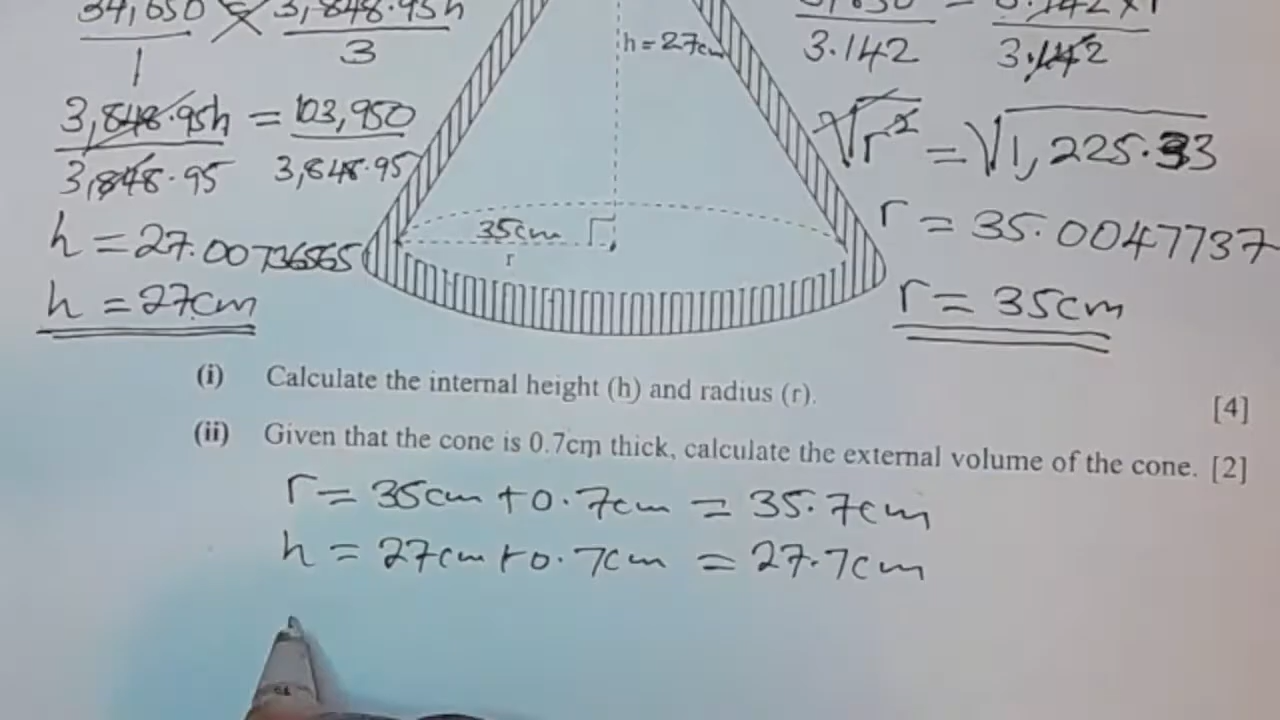 34,650 = 3,848.95h
1 3
3,848.95h = 103,950
3,848.95 3,848.95
h = 27.00736565
h = 27cm
h = 27cm
35cm
r
3.142 3.142
√r² = √1,225.33
r = 35.0047737
r = 35cm
(i) Calculate the internal height (h) and radius (r). [4]
(ii) Given that the cone is 0.7cm thick, calculate the external volume of the cone. [2]
r = 35cm + 0.7cm = 35.7cm
h = 27cm + 0.7cm = 27.7cm